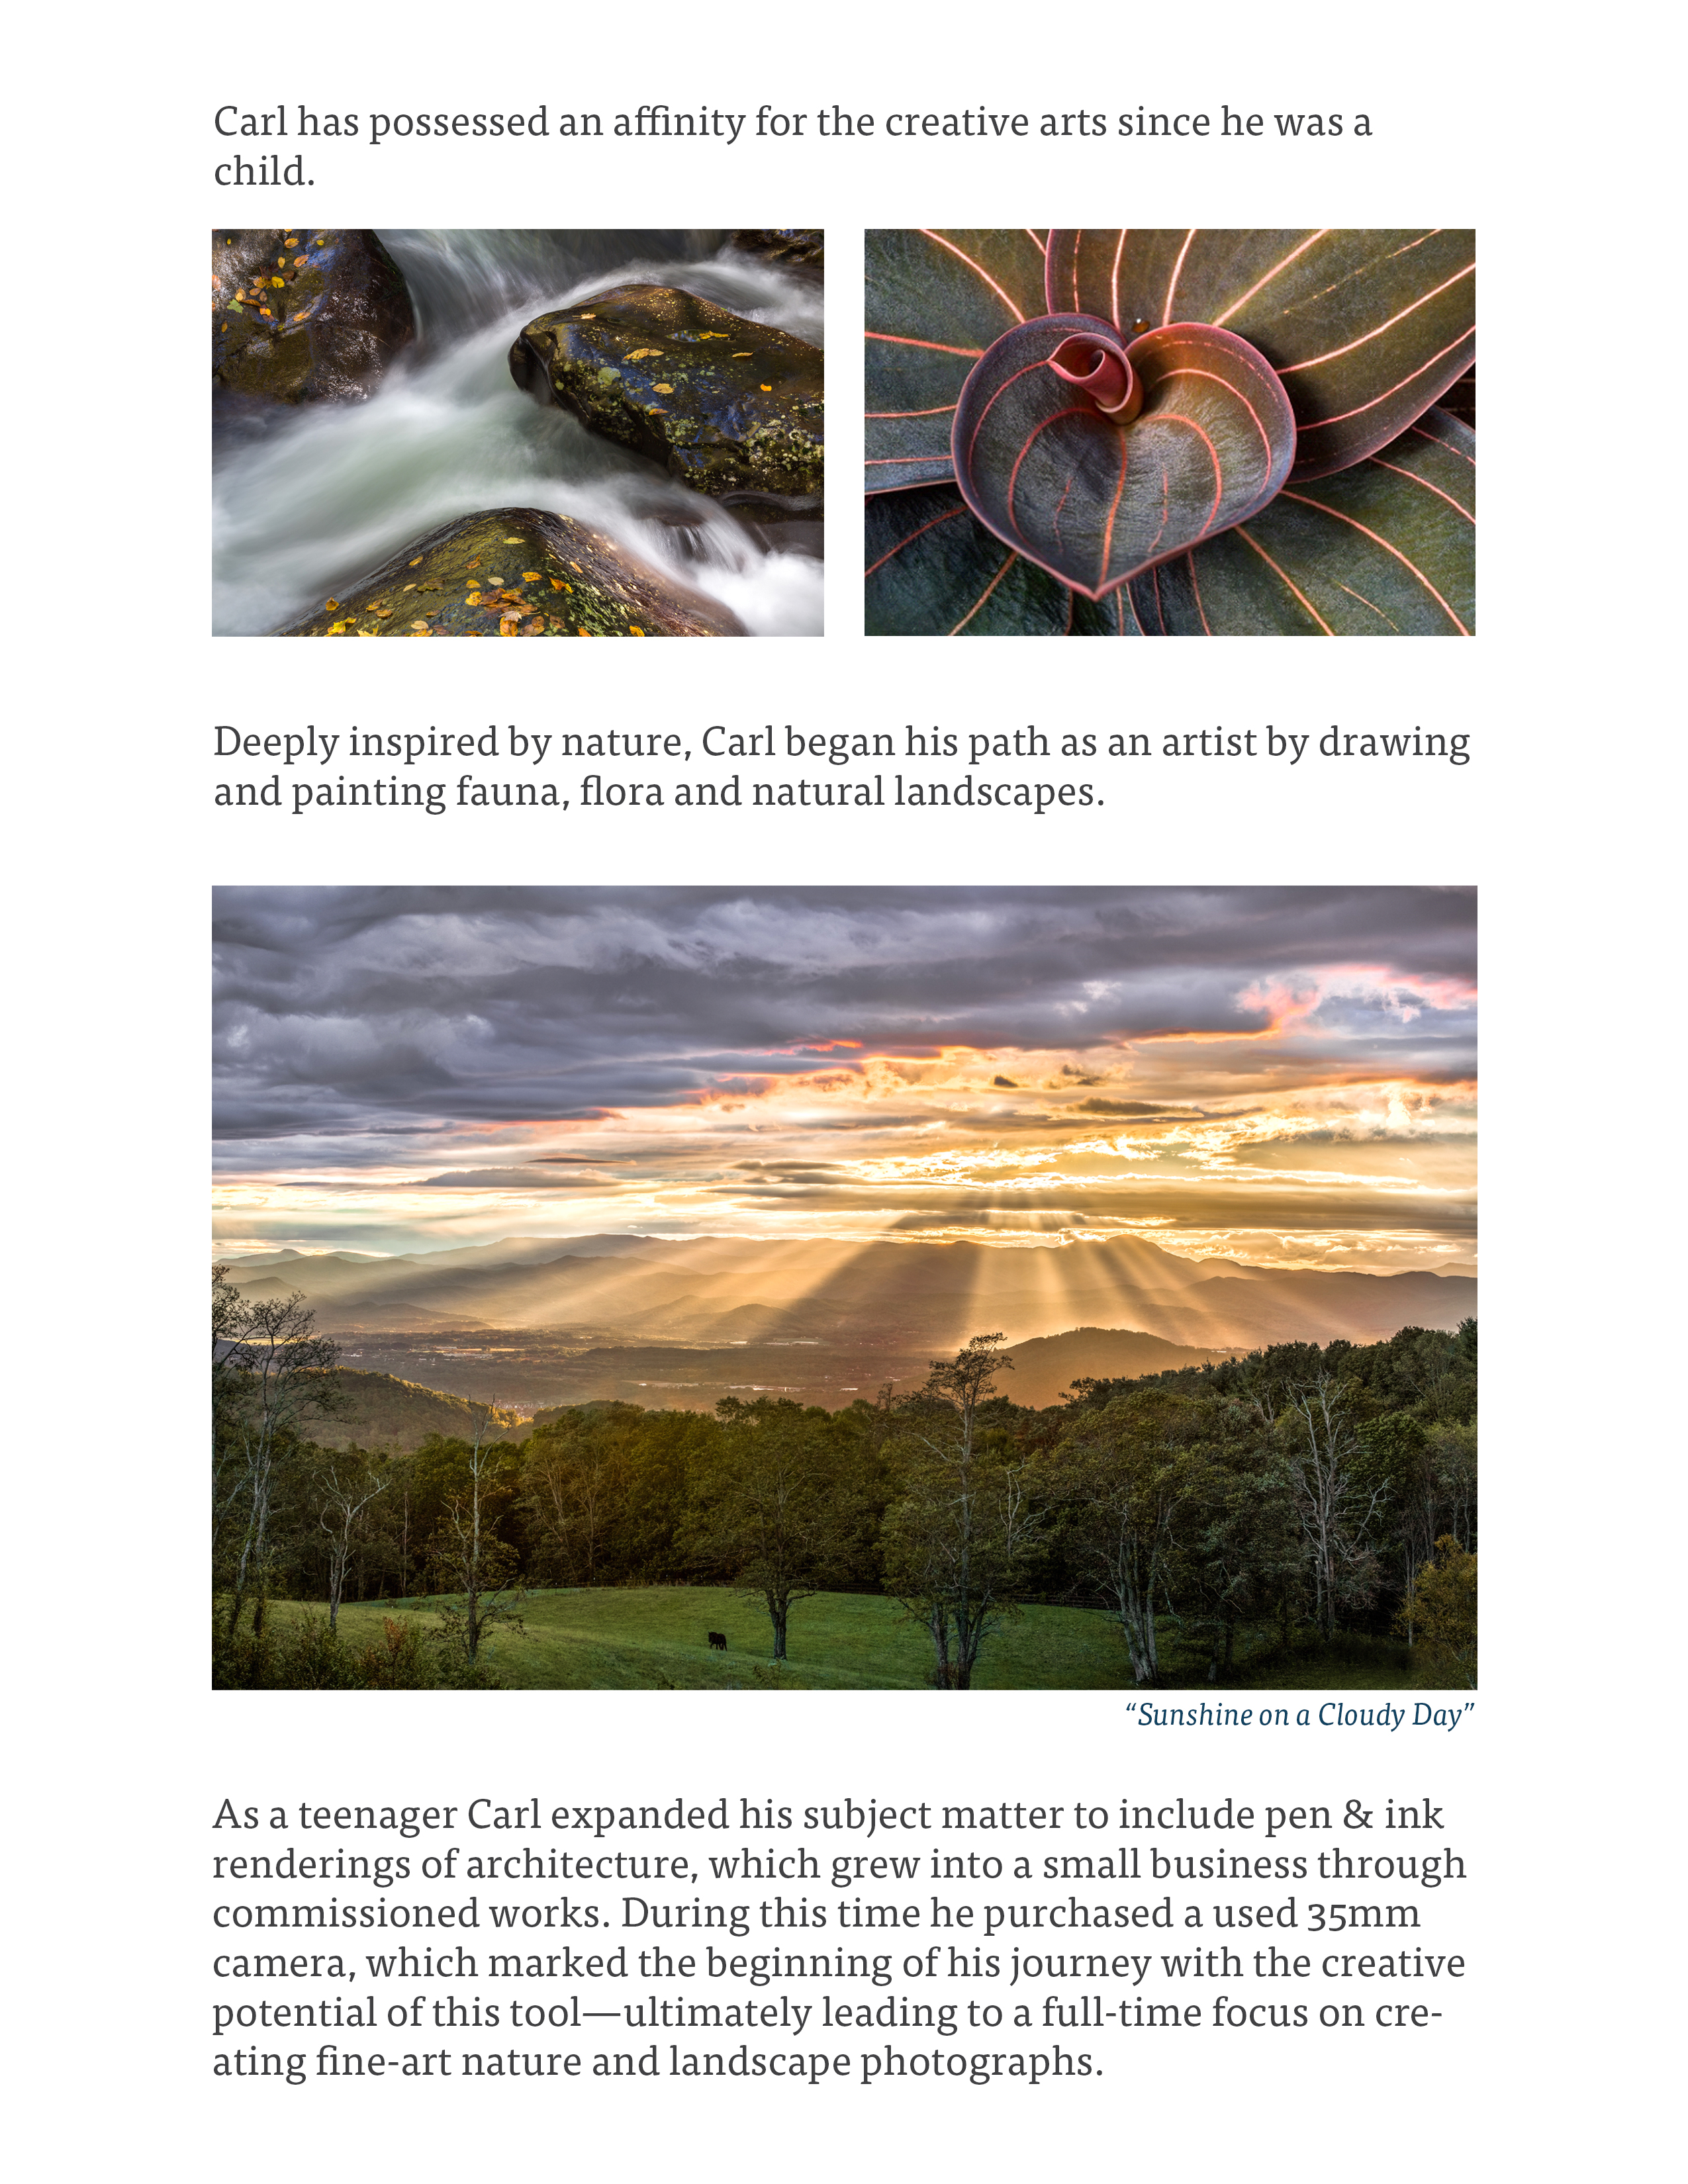 Carl has possessed an affinity for the creative arts since he was a
child.
Deeply inspired by nature, Carl began his path as an artist by drawing
and painting fauna, flora and natural landscapes.
“Sunshine on a Cloudy Day”
As a teenager Carl expanded his subject matter to include pen & ink
renderings of architecture, which grew into a small business through
commissioned works. During this time he purchased a used 35mm
camera, which marked the beginning of his journey with the creative
potential of this tool—ultimately leading to a full-time focus on cre-
ating fine-art nature and landscape photographs.